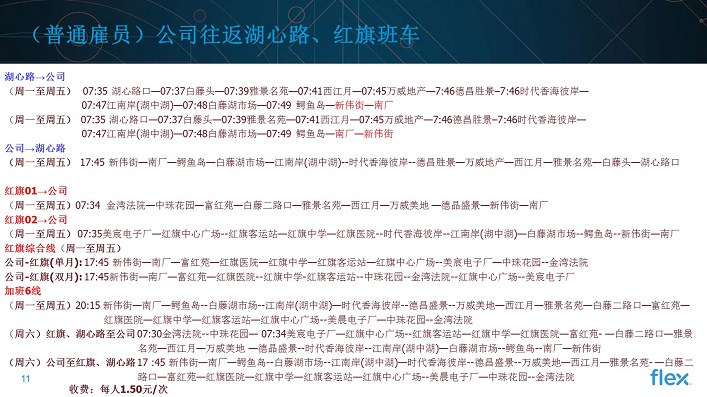 （普通雇员）公司往返湖心路、红旗班车
湖心路→公司
（周一至周五） 07:35 湖心路口—07:37白藤头—07:39雅景名苑—07:41西江月—07:45万威地产—7:46德昌胜景–7:46时代香海彼岸—
07:47江南岸(湖中湖)—07:48白藤湖市场—07:49 鳄鱼岛—新伟街—南厂
（周一至周五） 07:35 湖心路口—07:37白藤头—07:39雅景名苑—07:41西江月—07:45万威地产—7:46德昌胜景–7:46时代香海彼岸—
07:47江南岸(湖中湖)—07:48白藤湖市场—07:49 鳄鱼岛—南厂—新伟街
公司→湖心路
（周一至周五） 17:45 新伟街—南厂—鳄鱼岛—白藤湖市场—江南岸(湖中湖)--时代香海彼岸--德昌胜景—万威地产—西江月—雅景名苑—白藤头—湖心路口
红旗01→公司
（周一至周五）07:34 金湾法院—中珠花园—富红苑—白藤二路口—雅景名苑—西江月—万威美地 —德晶盛景—新伟街—南厂
红旗02→公司
（周一至周五）07:35美宸电子厂—红旗中心广场--红旗客运站—红旗中学—红旗医院--时代香海彼岸--江南岸(湖中湖)—白藤湖市场--鳄鱼岛--新伟街—南厂
红旗综合线（周一至周五）
公司-红旗(单月): 17:45 新伟街—南厂—富红苑—红旗医院—红旗中学—红旗客运站—红旗中心广场--美宸电子厂—中珠花园--金湾法院
公司-红旗(双月): 17:45新伟街—南厂—富红苑—红旗医院--红旗中学-红旗客运站--中珠花园--金湾法院--红旗中心广场--美宸电子厂
加班6线
（周一至周五）20:15 新伟街—南厂—鳄鱼岛--白藤湖市场--江南岸(湖中湖)—时代香海彼岸--德昌盛景--万威美地—西江月—雅景名苑—白藤二路口—富红苑—
红旗医院—红旗中学—红旗客运站—红旗中心广场--美晨电子厂—中珠花园--金湾法院
（周六）红旗、湖心路至公司 07:30金湾法院--中珠花园— 07:34美宸电子厂—红旗中心广场--红旗客运站—红旗中学—红旗医院—富红苑- —白藤二路口—雅景
名苑—西江月—万威美地 —德昌盛景--时代香海彼岸--江南岸(湖中湖)—白藤湖市场--鳄鱼岛--南厂—新伟街
（周六）公司至红旗、湖心路 17 :45 新伟街—南厂—鳄鱼岛--白藤湖市场--江南岸(湖中湖)—时代香海彼岸--德昌盛景--万威美地—西江月—雅景名苑- —白藤二
路口—富红苑—红旗医院—红旗中学—红旗客运站—红旗中心广场--美晨电子厂—中珠花园--金湾法院
收费：每人1.50元/次
11
flex